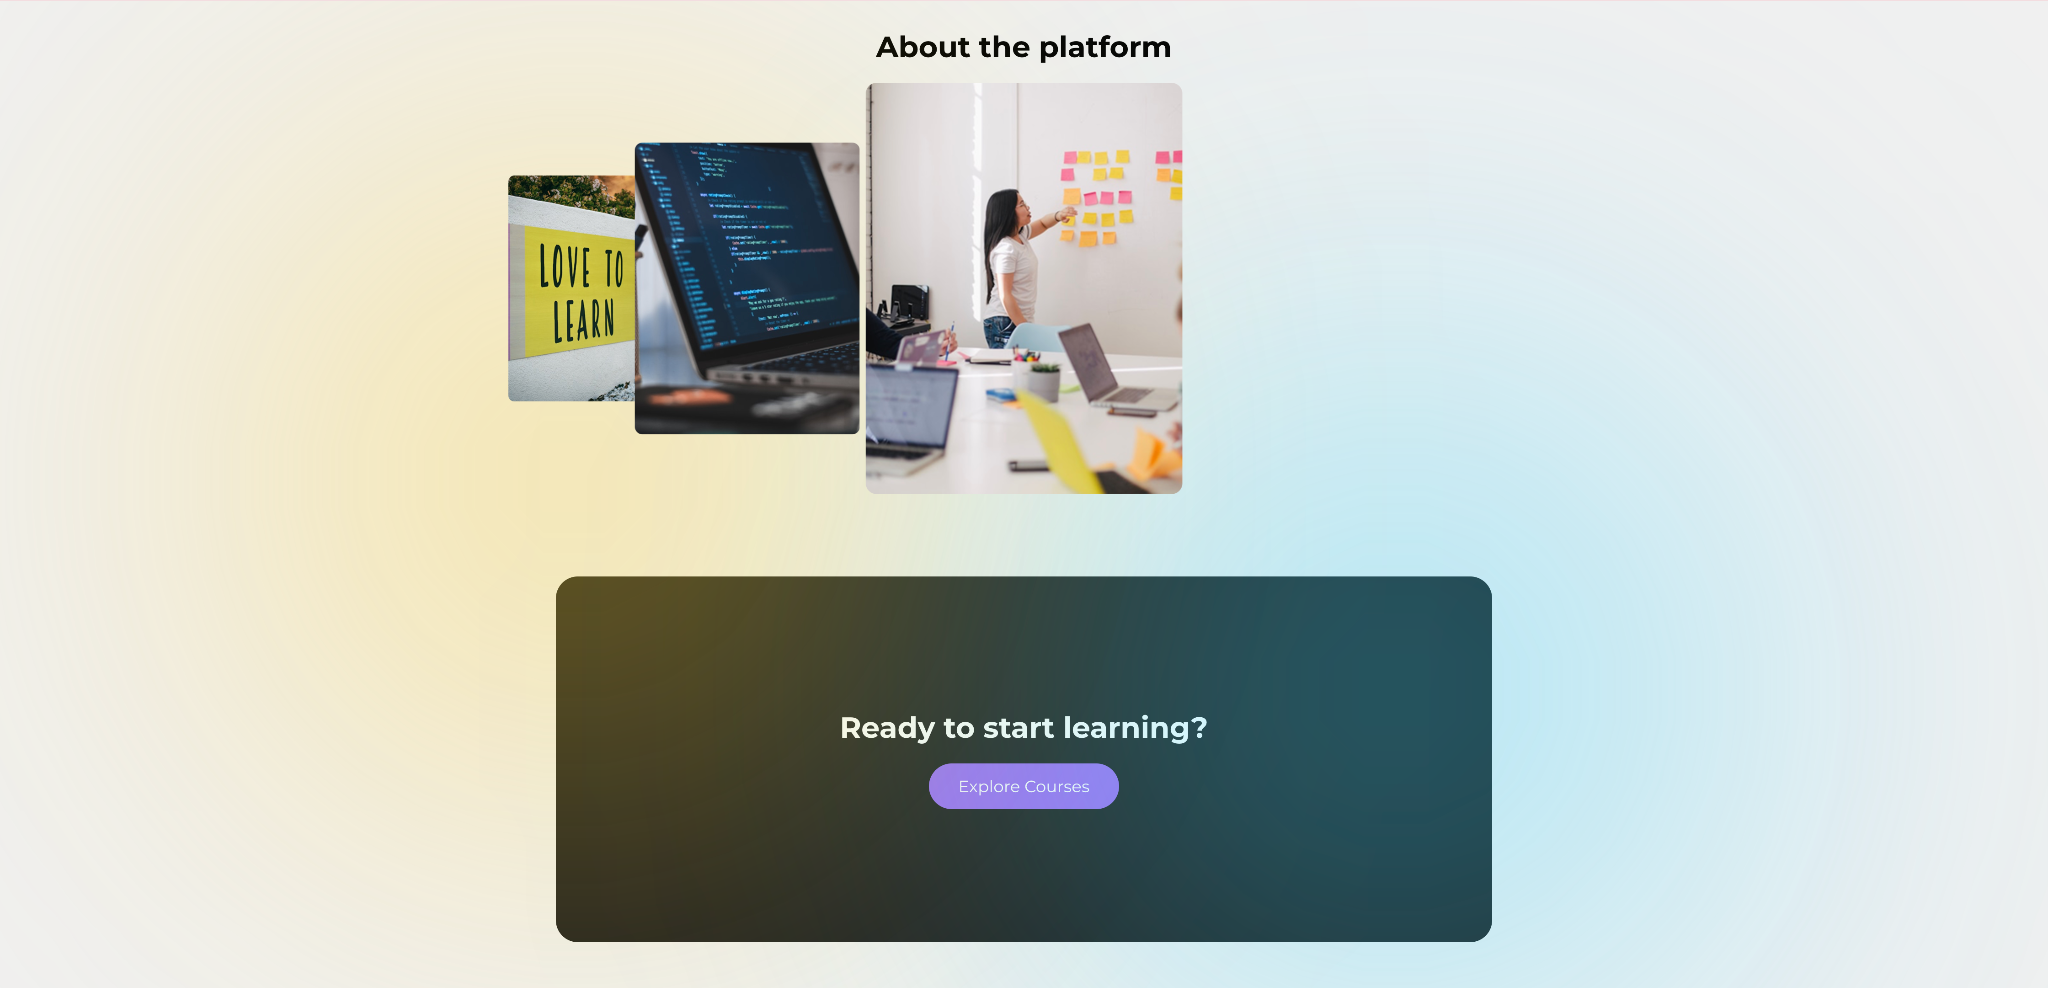 About the platform
LOVE TO
LEARN
Ready to start learning?
Explore Courses